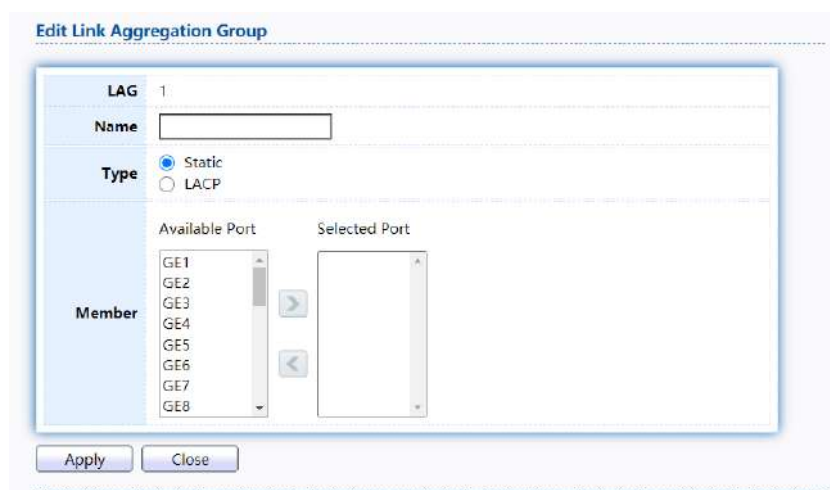 Edit Link Aggregation Group
LAG 1
Name
Type Static
LACP
Available Port Selected Port
Member
GE1
GE2
GE3
GE4
GE5
GE6
GE7
GE8
Apply Close